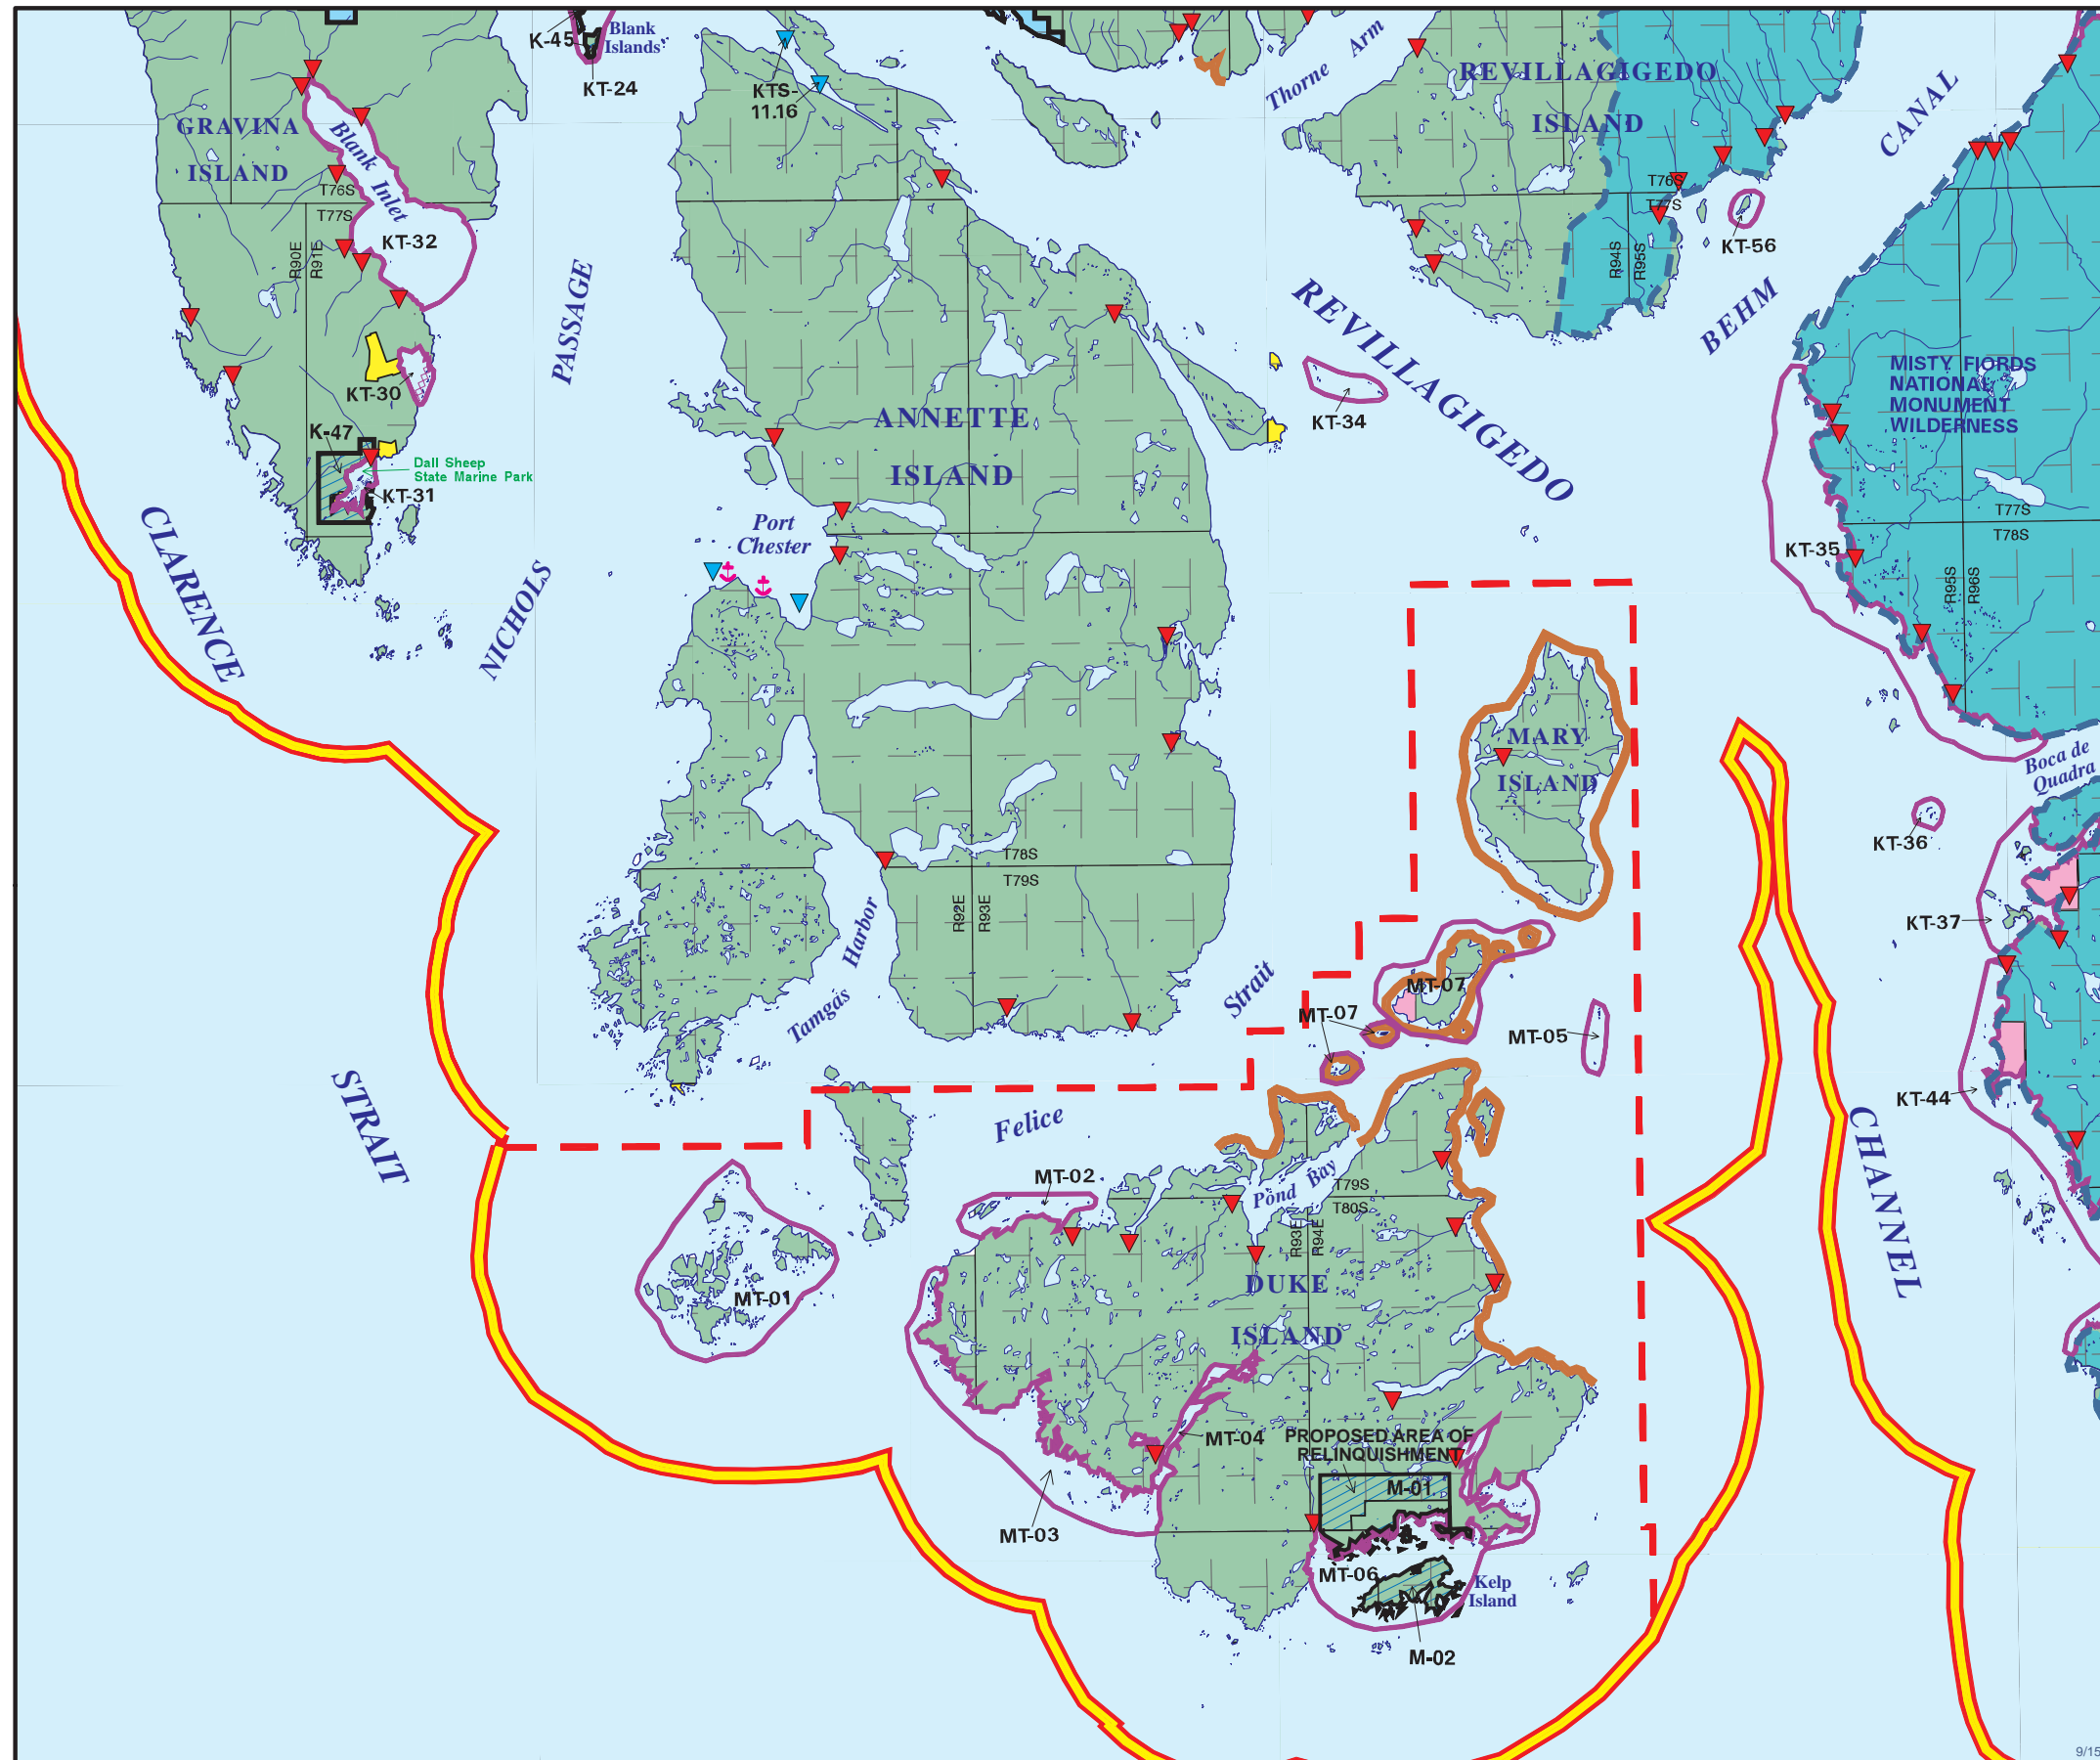 K-45
Blank
Islands
KT-24
KTS-
11.16
Thorne Arm
REVILLAGIGEDO
ISLAND
CANAL
GRAVINA
ISLAND
Blank Inlet
T76S
T77S
R90E
R91E
KT-32
T76S
T77S
R94S
R95S
KT-56
BEHM
PASSAGE
REVILLAGIGEDO
MISTY FIORDS
NATIONAL
MONUMENT
WILDERNESS
KT-30
KT-34
ANNETTE
ISLAND
K-47
Dall Sheep
State Marine Park
KT-31
CLARENCE
Port
Chester
NICHOLS
T77S
T78S
KT-35
R95S
R96S
MARY
ISLAND
Boca de
Quadra
KT-36
T78S
T79S
R92E
R93E
KT-37
Harbor
Tamgas
Strait
MT-07
MT-07
MT-05
KT-44
STRAIT
Felice
CHANNEL
MT-02
Pond Bay
T79S
T80S
R93E
R94E
MT-01
DUKE
ISLAND
MT-04
PROPOSED AREA OF
RELINQUISHMENT
M-01
MT-03
MT-06
Kelp
Island
M-02
9/15